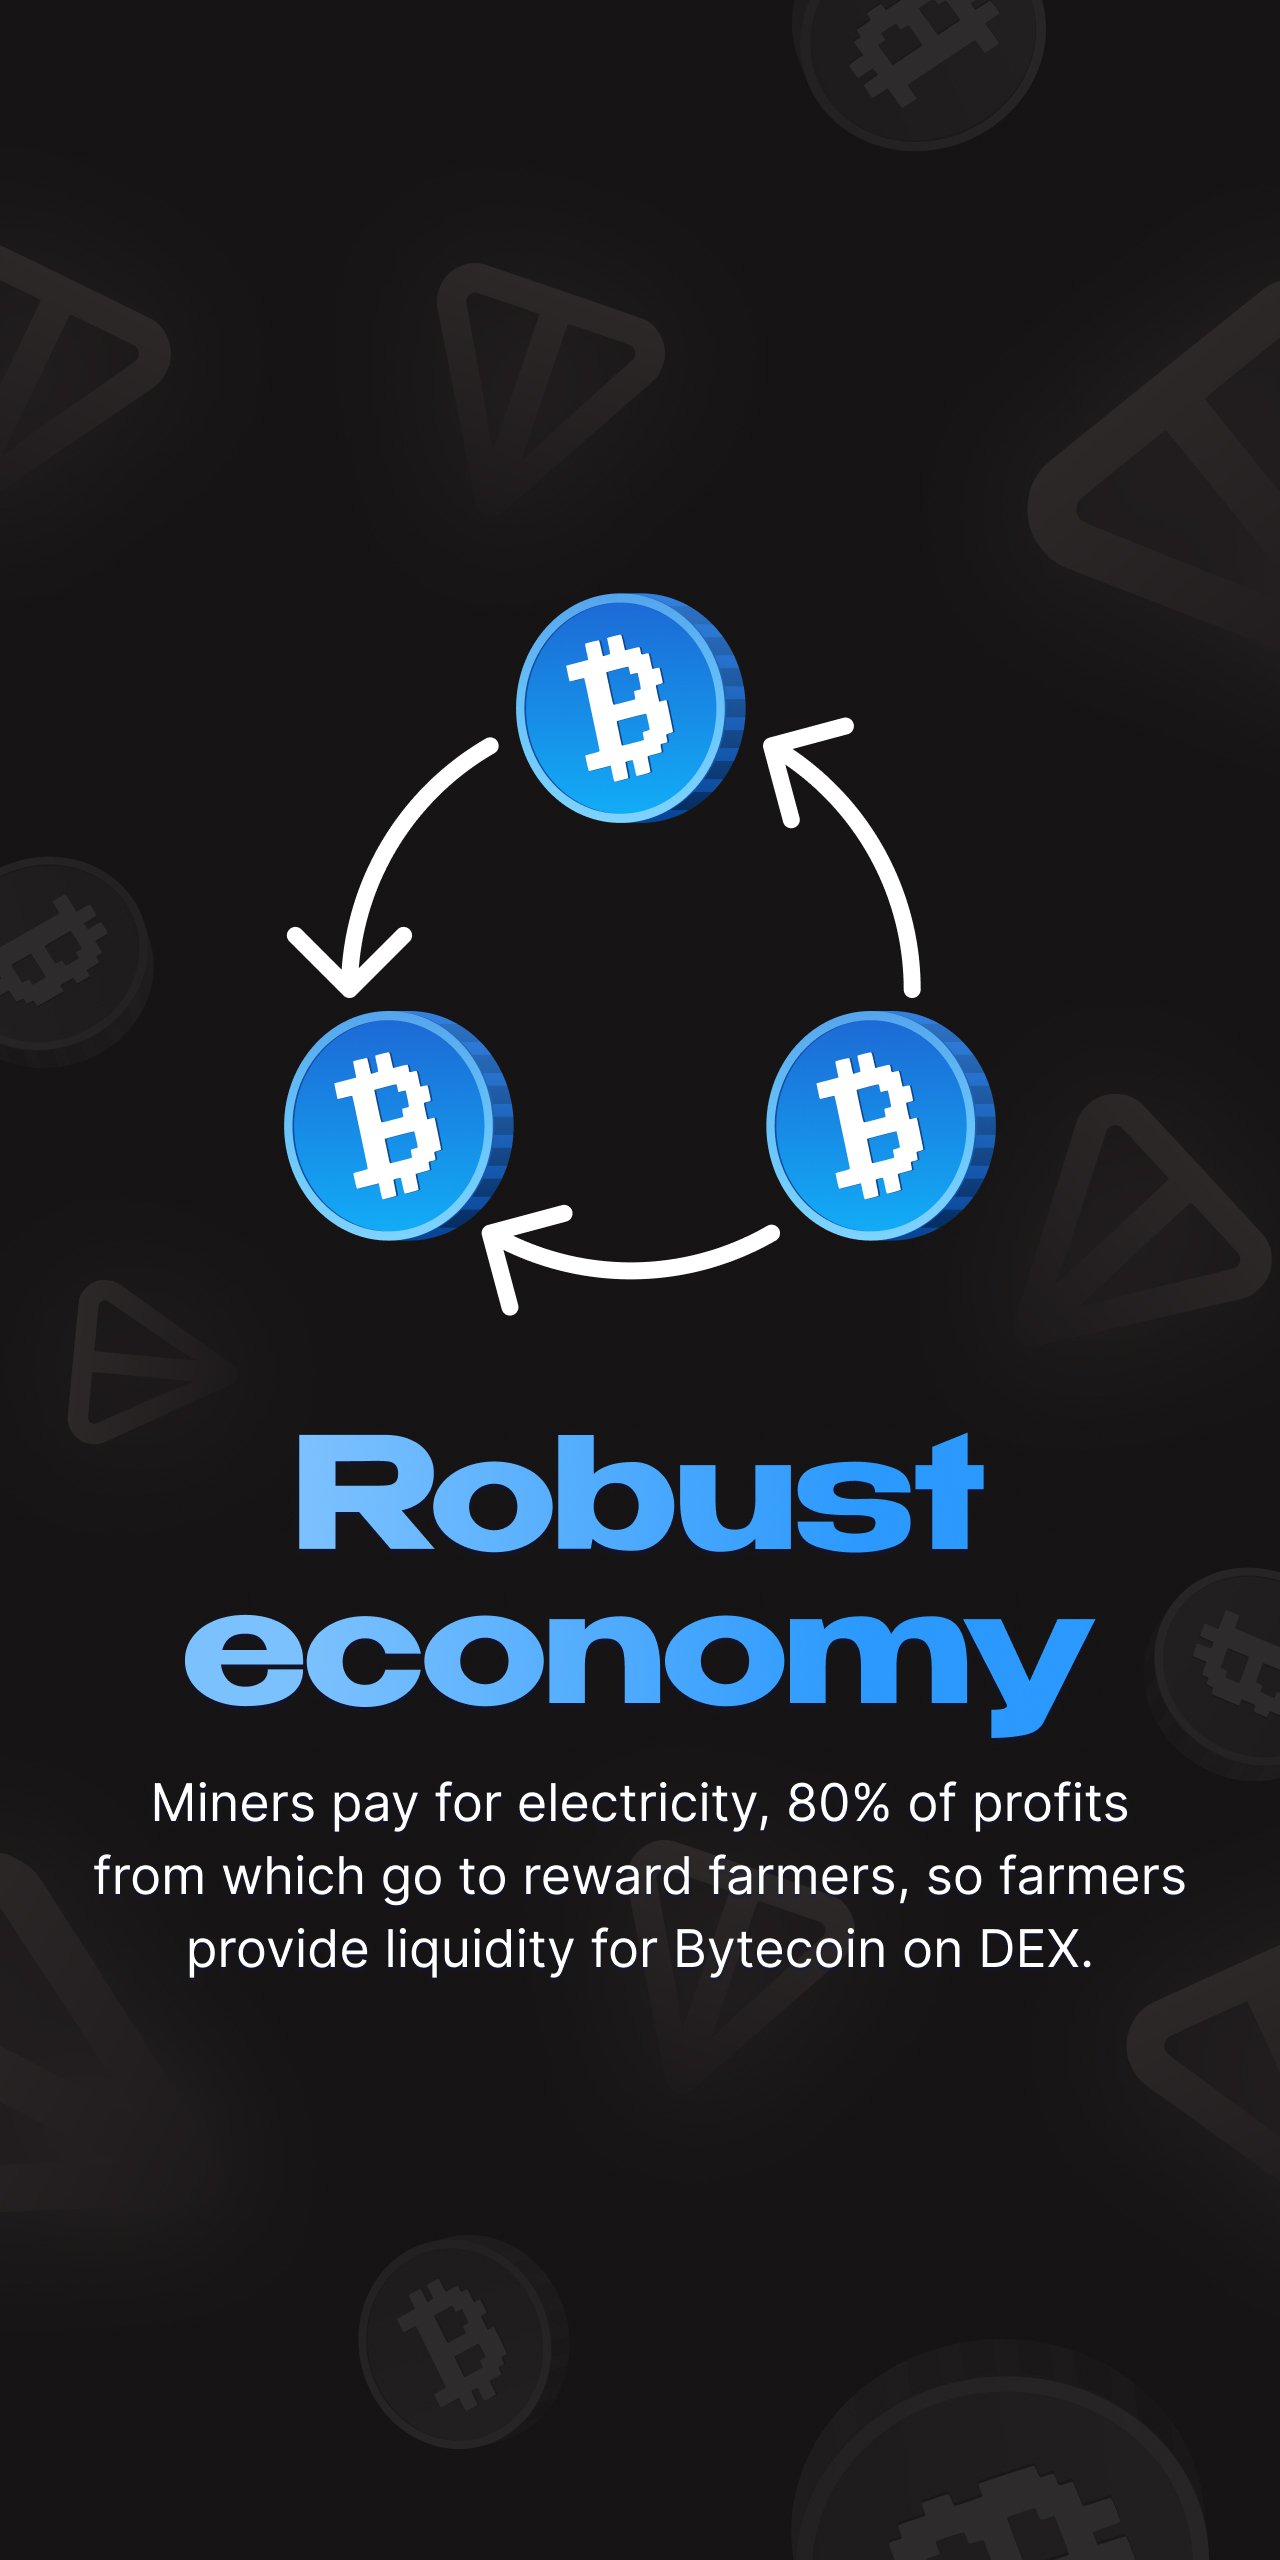 Robust
economy
Miners pay for electricity, 80% of profits
from which go to reward farmers, so farmers
provide liquidity for Bytecoin on DEX.